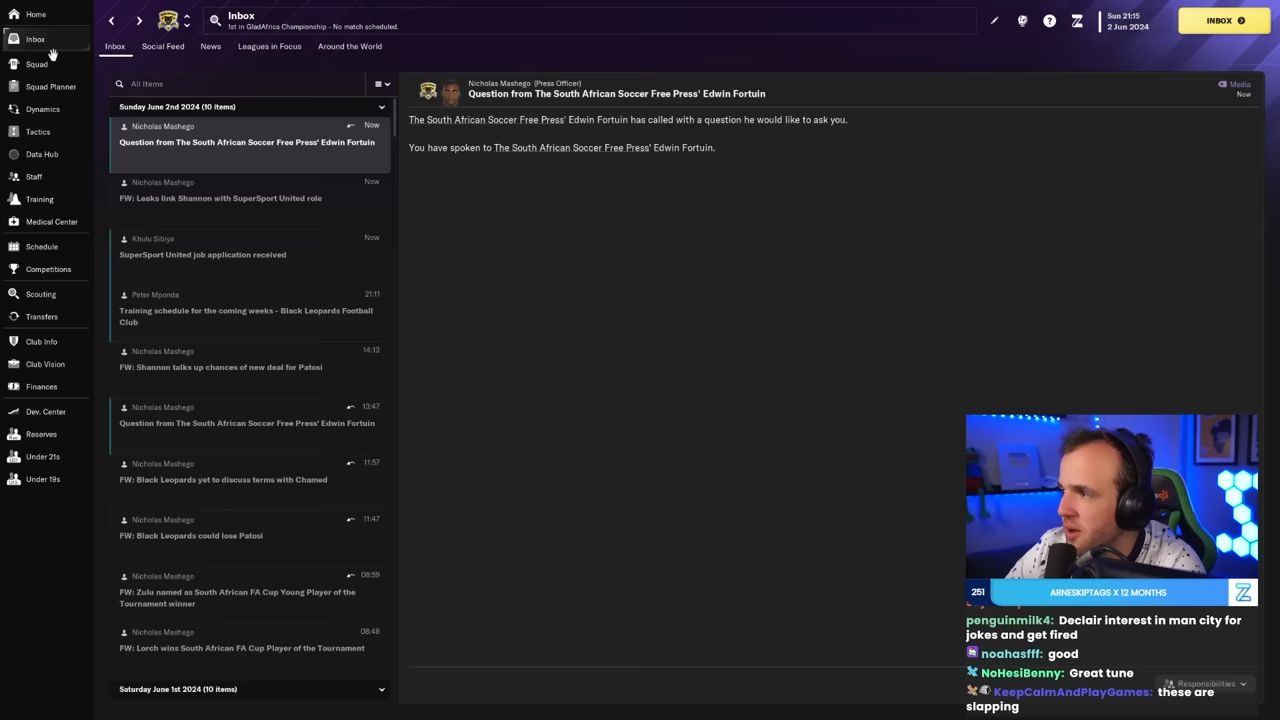 Home
Inbox
Squad
Squad Planner
Dynamics
Tactics
Data Hub
Staff
Training
Medical Center
Schedule
Competitions
Scouting
Transfers
Club Info
Club Vision
Finances
Dev. Center
Reserves
Under 21s
Under 19s
Inbox
1st in GladAfrica Championship - No match scheduled.
Sun 21:15
2 Jun 2024
INBOX
Inbox
Social Feed
News
Leagues in Focus
Around the World
All Items
Sunday June 2nd 2024 (10 items)
Nicholas Mashego
Now
Question from The South African Soccer Free Press' Edwin Fortuin
Nicholas Mashego
Now
FW: Leaks link Shannon with SuperSport United role
Khulu Sibiya
Now
SuperSport United job application received
Peter Mponda
21:11
Training schedule for the coming weeks - Black Leopards Football
Club
Nicholas Mashego
14:13
FW: Shannon talks up chances of new deal for Patosi
Nicholas Mashego
13:47
Question from The South African Soccer Free Press' Edwin Fortuin
Nicholas Mashego
11:57
FW: Black Leopards yet to discuss terms with Chamed
Nicholas Mashego
11:47
FW: Black Leopards could lose Patosi
Nicholas Mashego
08:59
FW: Zulu named as South African FA Cup Young Player of the
Tournament winner
Nicholas Mashego
08:48
FW: Lorch wins South African FA Cup Player of the Tournament
Saturday June 1st 2024 (10 items)
Nicholas Mashego (Press Officer)
Question from The South African Soccer Free Press' Edwin Fortuin
Media
Now
The South African Soccer Free Press' Edwin Fortuin has called with a question he would like to ask you.
You have spoken to The South African Soccer Free Press' Edwin Fortuin.
251
ARNESKIPTAGS X 12 MONTHS
penguinmilk4: Declair interest in man city for
jokes and get fired
noahasfff: good
NoHesiBenny: Great tune
KeepCalmAndPlayGames: these are
slapping
Responsibilities